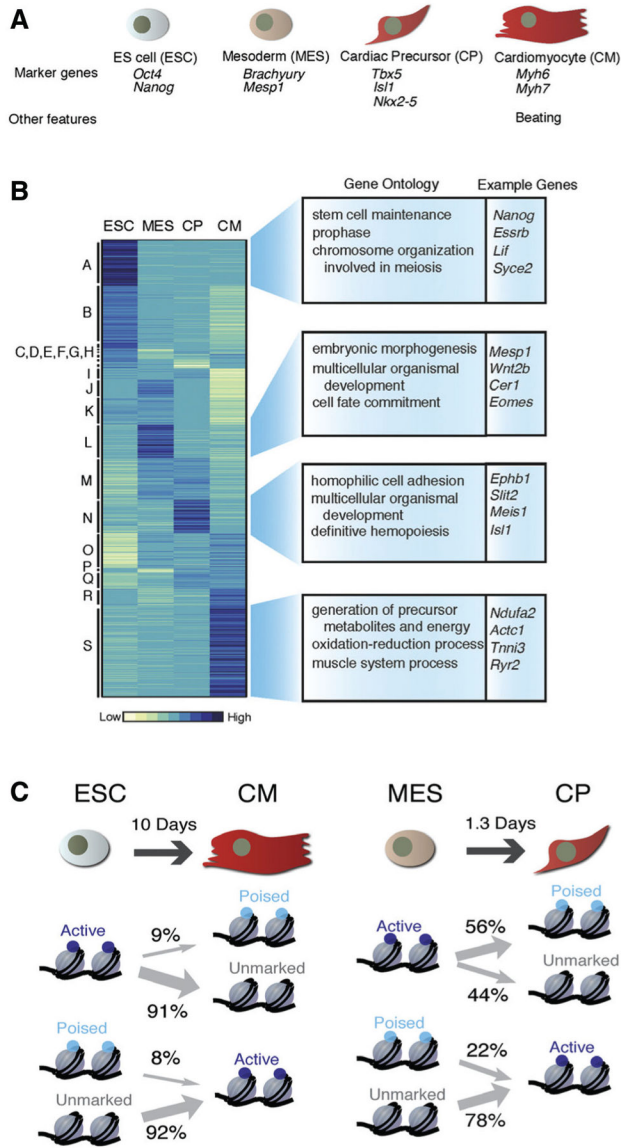 A
ES cell (ESC) Mesoderm (MES) Cardiac Precursor (CP) Cardiomyocyte (CM)
Marker genes Oct4 Brachyury Tbx5 Myh6
Nanog Mesp1 Isl1 Myh7
Nkx2-5
Other features Beating
B
Gene Ontology Example Genes
ESC MES CP CM
A
B
C,D,E,F,G,H
I
J
K
L
M
N
O
P
Q
R
S
Low High
stem cell maintenance Nanog
prophase Essrb
chromosome organization Lif
involved in meiosis Syce2
embryonic morphogenesis Mesp1
multicellular organismal Wnt2b
development Cer1
cell fate commitment Eomes
homophilic cell adhesion Ephb1
multicellular organismal Slit2
development Meis1
definitive hemopoiesis Isl1
generation of precursor Ndufa2
metabolites and energy Actc1
oxidation-reduction process Tnni3
muscle system process Ryr2
C
ESC CM MES CP
10 Days 1.3 Days
Poised Poised
Active 9% Active 56%
Unmarked Unmarked
91% 44%
Poised Poised
8% Active 22% Active
Unmarked Unmarked
92% 78%